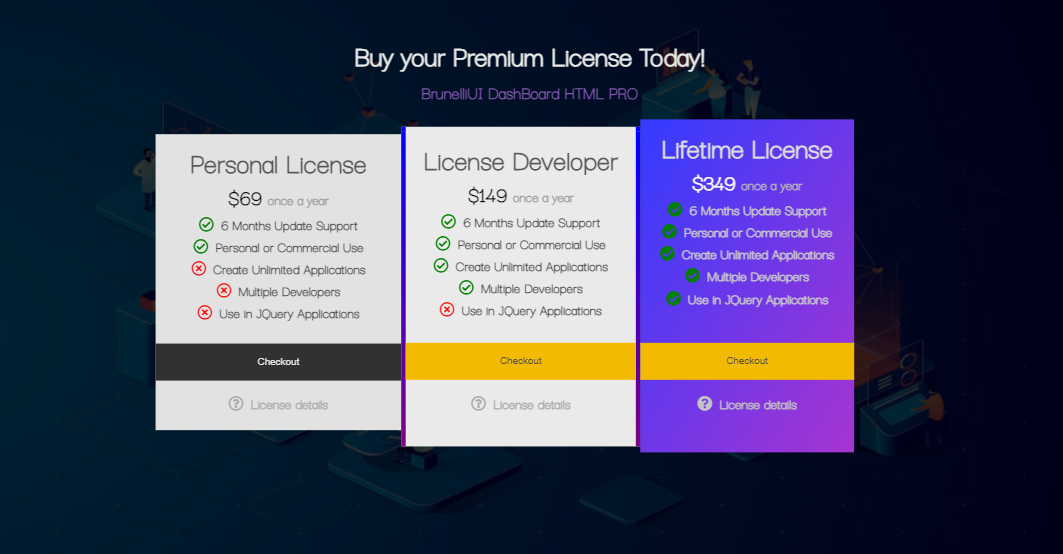 Buy your Premium License Today!
BrunelliUI DashBoard HTML PRO
Personal License
$69 once a year
6 Months Update Support
Personal or Commercial Use
Create Unlimited Applications
Multiple Developers
Use in JQuery Applications
Checkout
License details
License Developer
$149 once a year
6 Months Update Support
Personal or Commercial Use
Create Unlimited Applications
Multiple Developers
Use in JQuery Applications
Checkout
License details
Lifetime License
$349 once a year
6 Months Update Support
Personal or Commercial Use
Create Unlimited Applications
Multiple Developers
Use in JQuery Applications
Checkout
License details